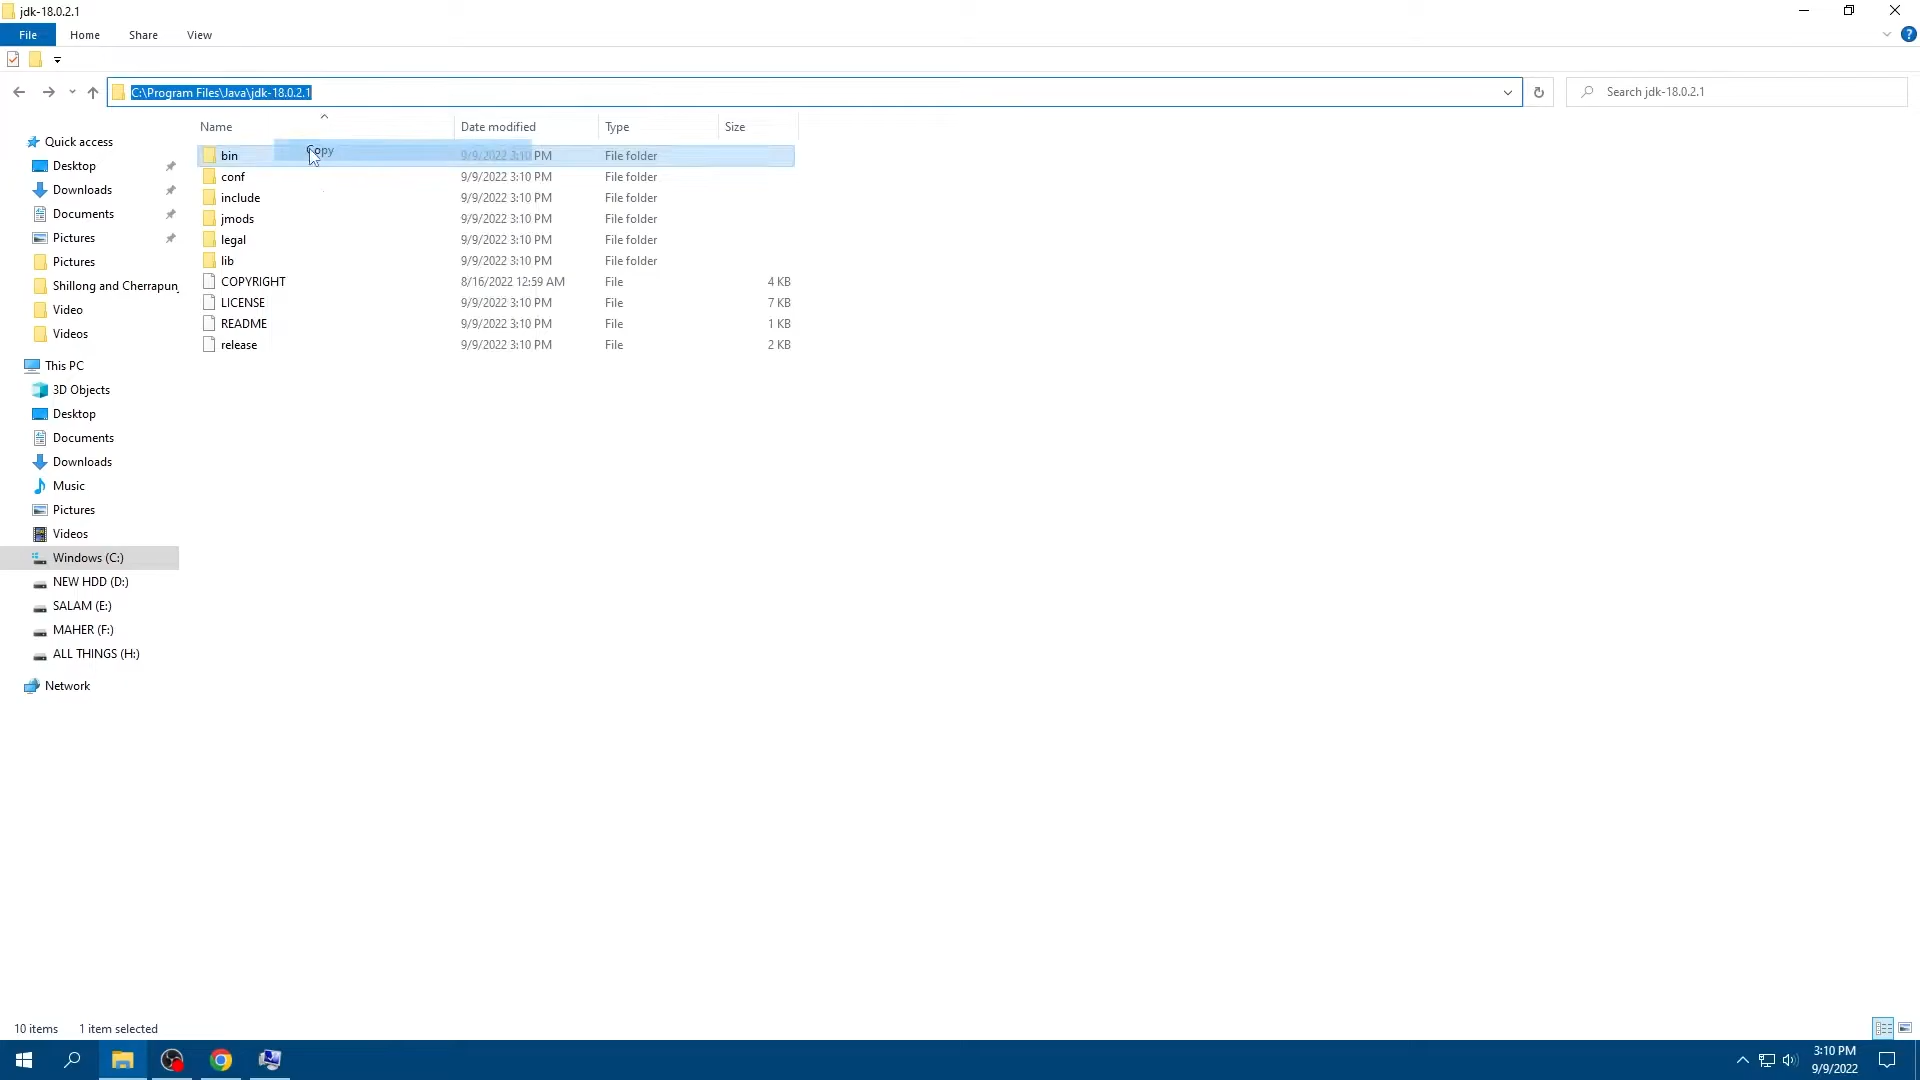 jdk-18.0.2.1
File Home Share View
C:\Program Files\Java\jdk-18.0.2.1
Search jdk-18.0.2.1
Name Date modified Type Size
Copy
bin 9/9/2022 3:10 PM File folder
conf 9/9/2022 3:10 PM File folder
include 9/9/2022 3:10 PM File folder
jmods 9/9/2022 3:10 PM File folder
legal 9/9/2022 3:10 PM File folder
lib 9/9/2022 3:10 PM File folder
COPYRIGHT 8/16/2022 12:59 AM File 4 KB
LICENSE 9/9/2022 3:10 PM File 7 KB
README 9/9/2022 3:10 PM File 1 KB
release 9/9/2022 3:10 PM File 2 KB
Quick access
Desktop
Downloads
Documents
Pictures
Pictures
Shillong and Cherrapunj
Video
Videos
This PC
3D Objects
Desktop
Documents
Downloads
Music
Pictures
Videos
Windows (C:)
NEW HDD (D:)
SALAM (E:)
MAHER (F:)
ALL THINGS (H:)
Network
10 items 1 item selected
3:10 PM
9/9/2022